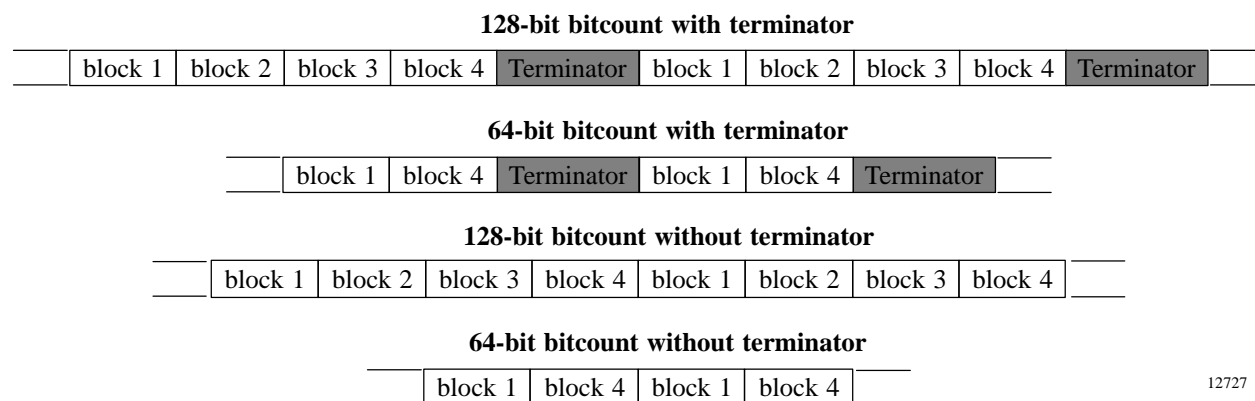 128-bit bitcount with terminator
block 1 block 2 block 3 block 4 Terminator block 1 block 2 block 3 block 4 Terminator
64-bit bitcount with terminator
block 1 block 4 Terminator block 1 block 4 Terminator
128-bit bitcount without terminator
block 1 block 2 block 3 block 4 block 1 block 2 block 3 block 4
64-bit bitcount without terminator
block 1 block 4 block 1 block 4
12727